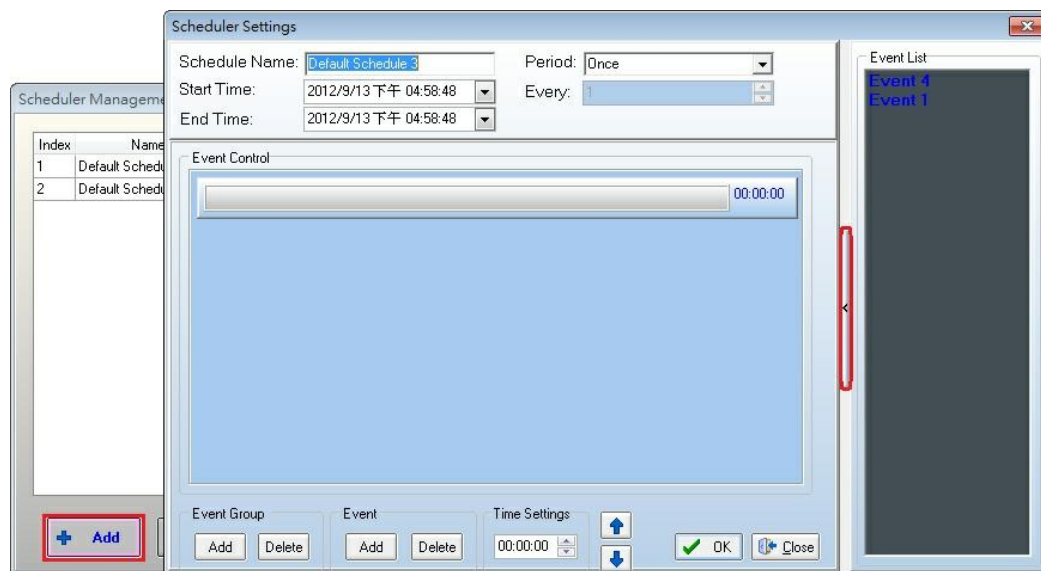 Scheduler Settings
Schedule Name: Default Schedule 3
Period: Once
Start Time: 2012/9/13 下午 04:58:48
Every: 1
End Time: 2012/9/13 下午 04:58:48
Event List
Event 4
Event 1
Scheduler
Index Name
1 Default
2 Default
Event Control
00:00:00
Event Group
Add Delete
Event
Add Delete
Time Settings
00:00:00
OK
Close
Add